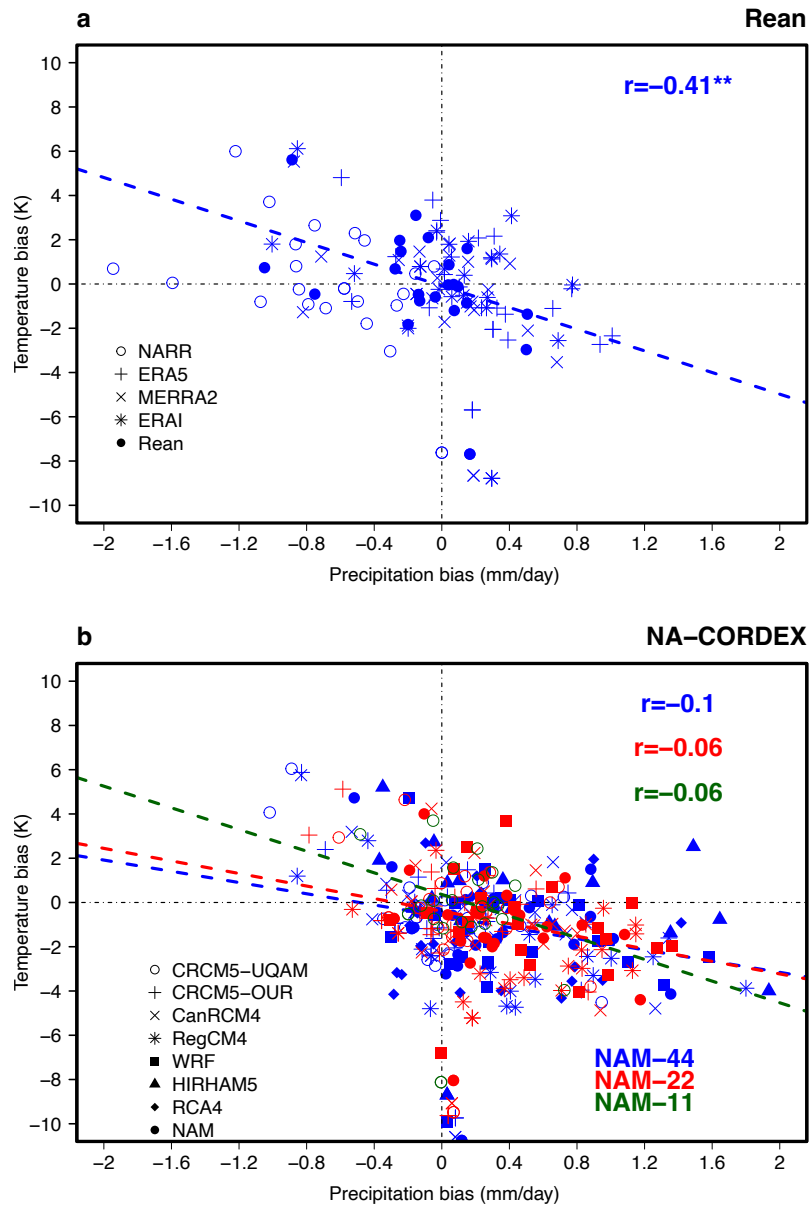 a Rean
r=−0.41**
10
8
6
4
2
0
−2
−4
−6
−8
−10
Temperature bias (K)
NARR
ERA5
MERRA2
ERAI
Rean
−2 −1.6 −1.2 −0.8 −0.4 0 0.4 0.8 1.2 1.6 2
Precipitation bias (mm/day)
b NA−CORDEX
r=−0.1
r=−0.06
r=−0.06
10
8
6
4
2
0
−2
−4
−6
−8
−10
Temperature bias (K)
CRCM5−UQAM
CRCM5−OUR
CanRCM4
RegCM4
WRF
HIRHAM5
RCA4
NAM
NAM−44
NAM−22
NAM−11
−2 −1.6 −1.2 −0.8 −0.4 0 0.4 0.8 1.2 1.6 2
Precipitation bias (mm/day)